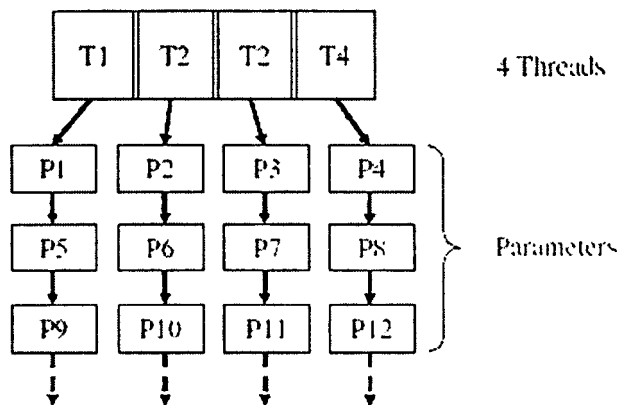 T1 T2 T2 T4
4 Threads
P1 P2 P3 P4
P5 P6 P7 P8
Parameters
P9 P10 P11 P12